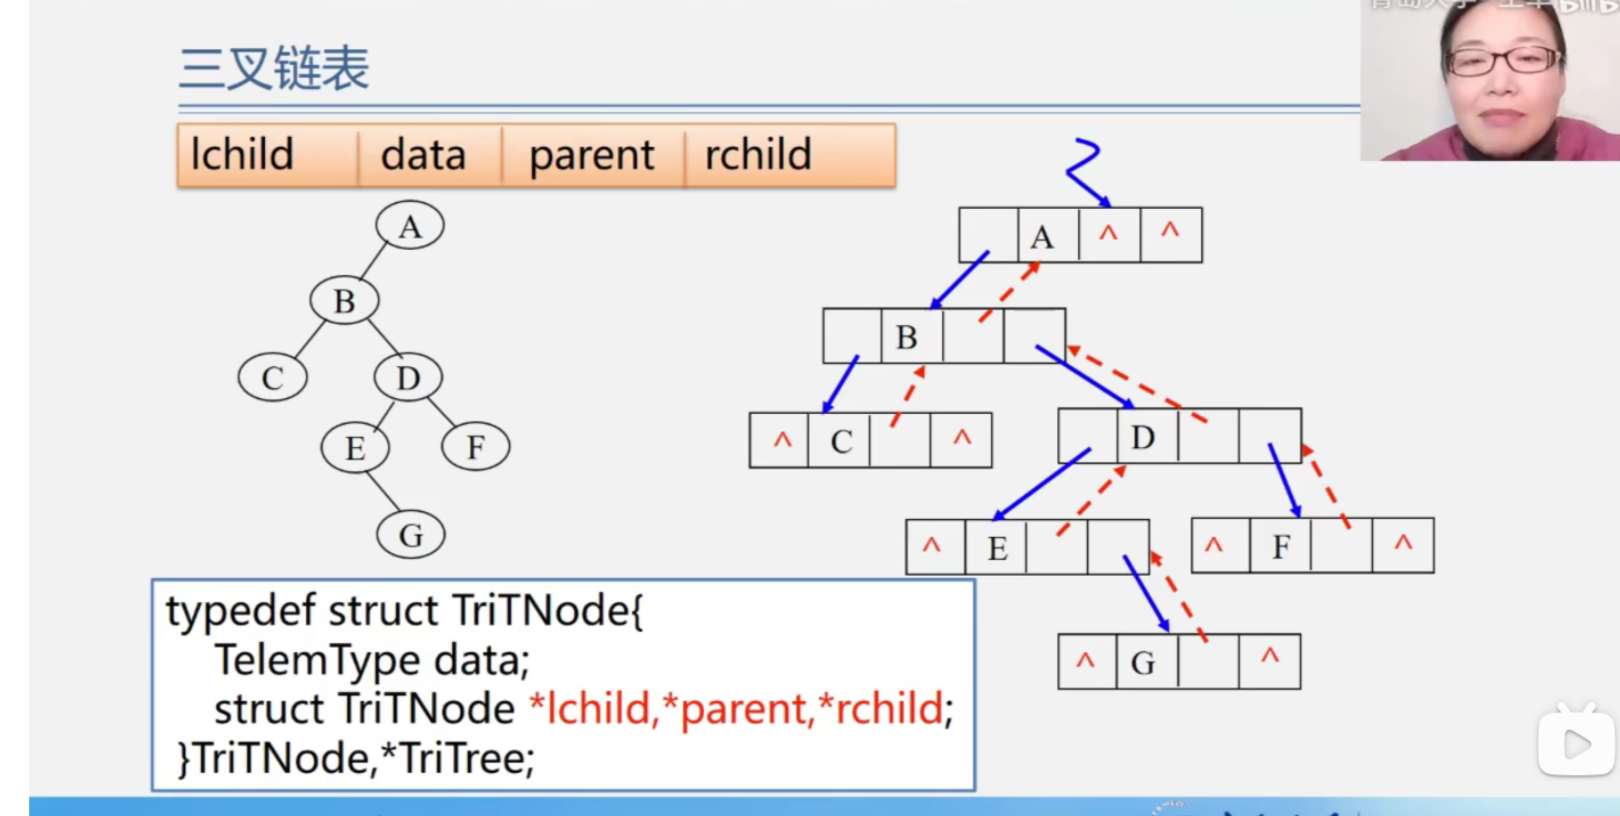 三叉链表
lchild data parent rchild
A
B
C D
E F
G
A ^ ^
B
^ C ^
D
^ E
^ F ^
^ G ^
typedef struct TriTNode{
TelemType data;
struct TriTNode *lchild,*parent,*rchild;
}TriTNode,*TriTree;